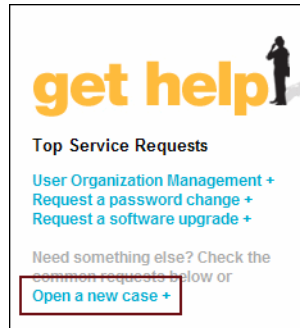 get help
Top Service Requests
User Organization Management +
Request a password change +
Request a software upgrade +
Need something else? Check the
common requests below or
Open a new case +